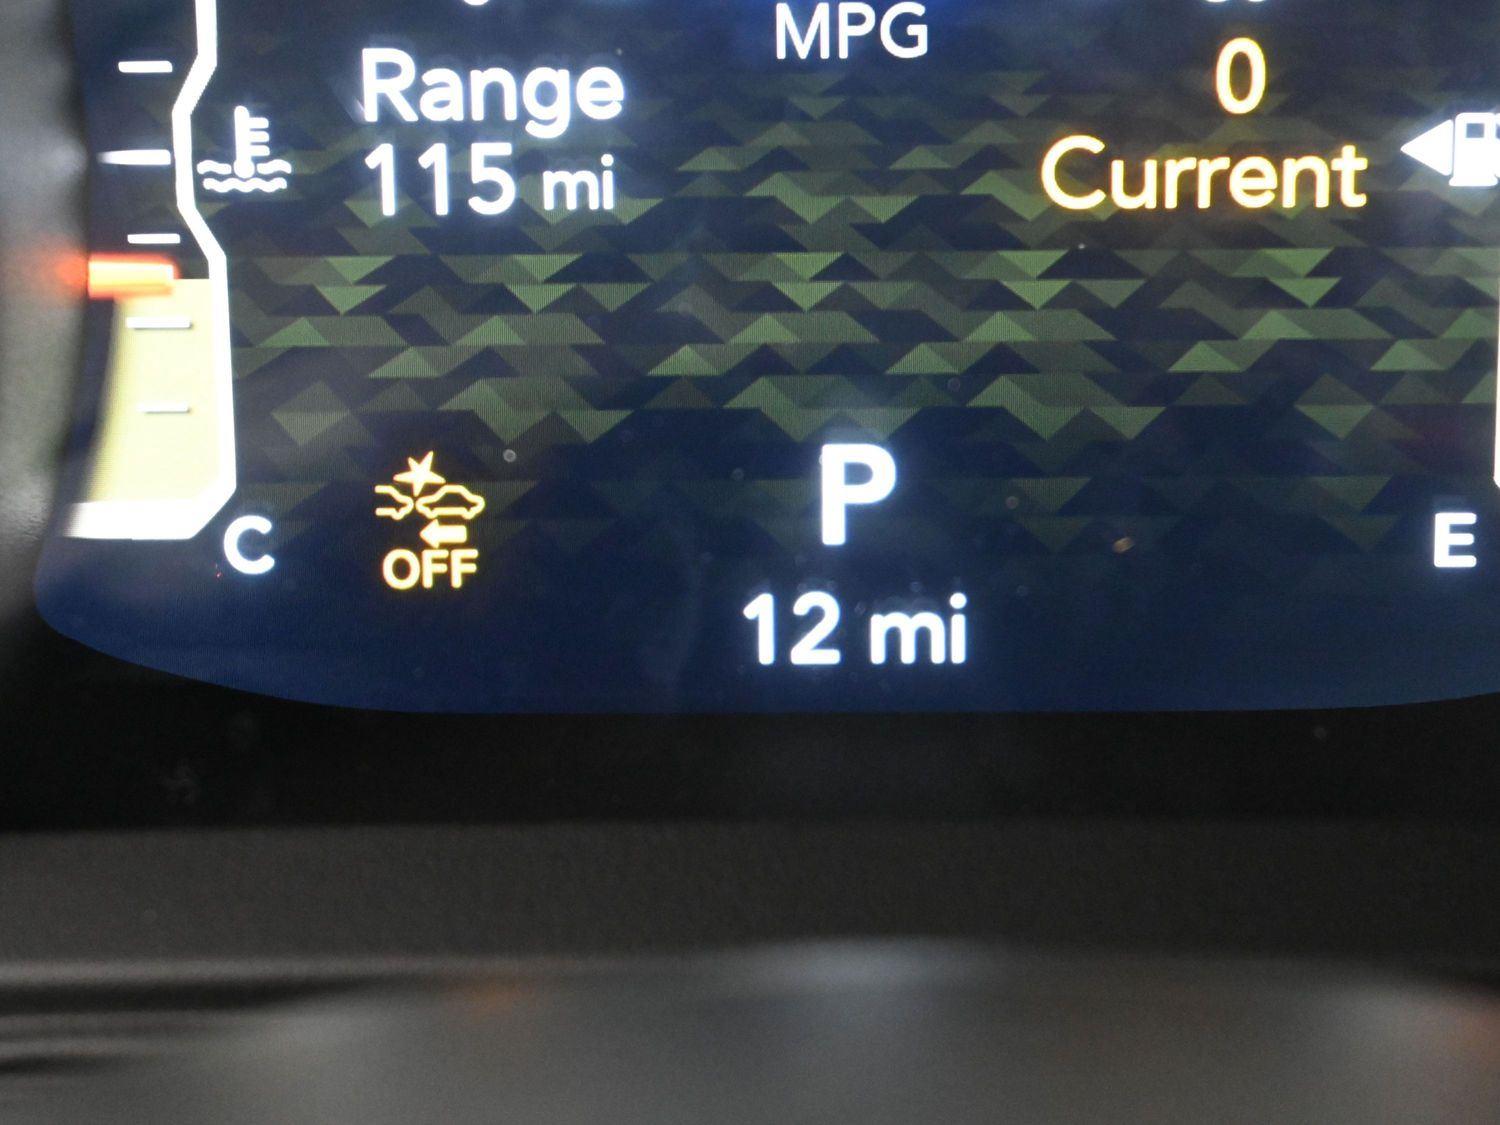 MPG
0
Range
Current
115 mi
P
C
OFF
E
12 mi